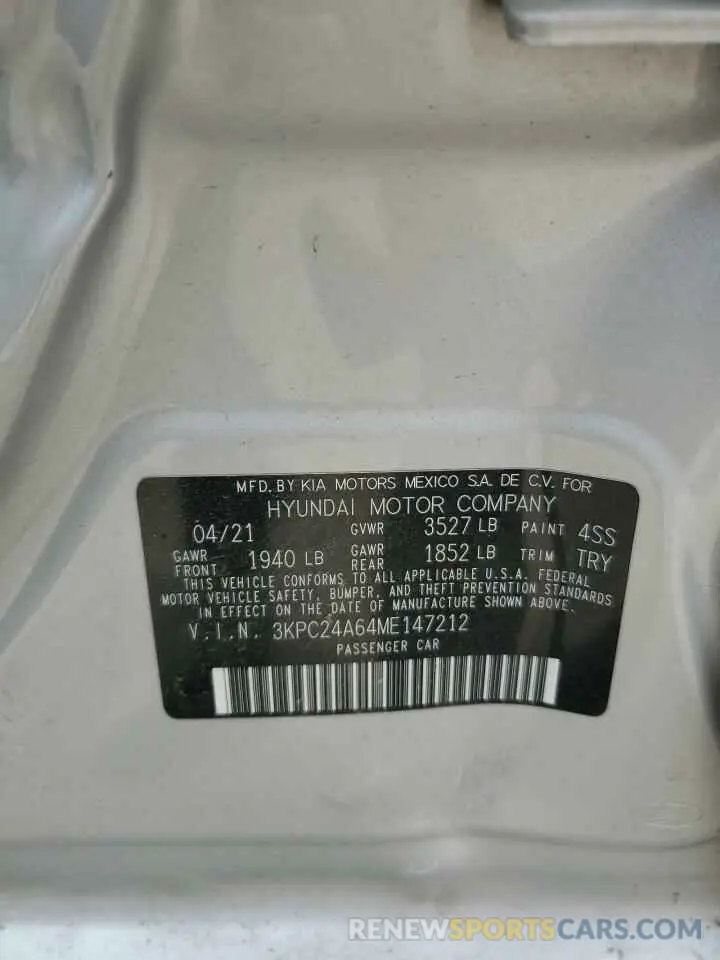 MFD. BY KIA MOTORS MEXICO S.A. DE C.V. FOR
HYUNDAI MOTOR COMPANY
04/21 GVWR 3527 LB PAINT 4SS
GAWR FRONT 1940 LB GAWR REAR 1852 LB TRIM TRY
THIS VEHICLE CONFORMS TO ALL APPLICABLE U.S.A. FEDERAL
MOTOR VEHICLE SAFETY, BUMPER, AND THEFT PREVENTION STANDARDS
IN EFFECT ON THE DATE OF MANUFACTURE SHOWN ABOVE.
V.I.N. 3KPC24A64ME147212
PASSENGER CAR
RENEWSPORTSCARS.COM